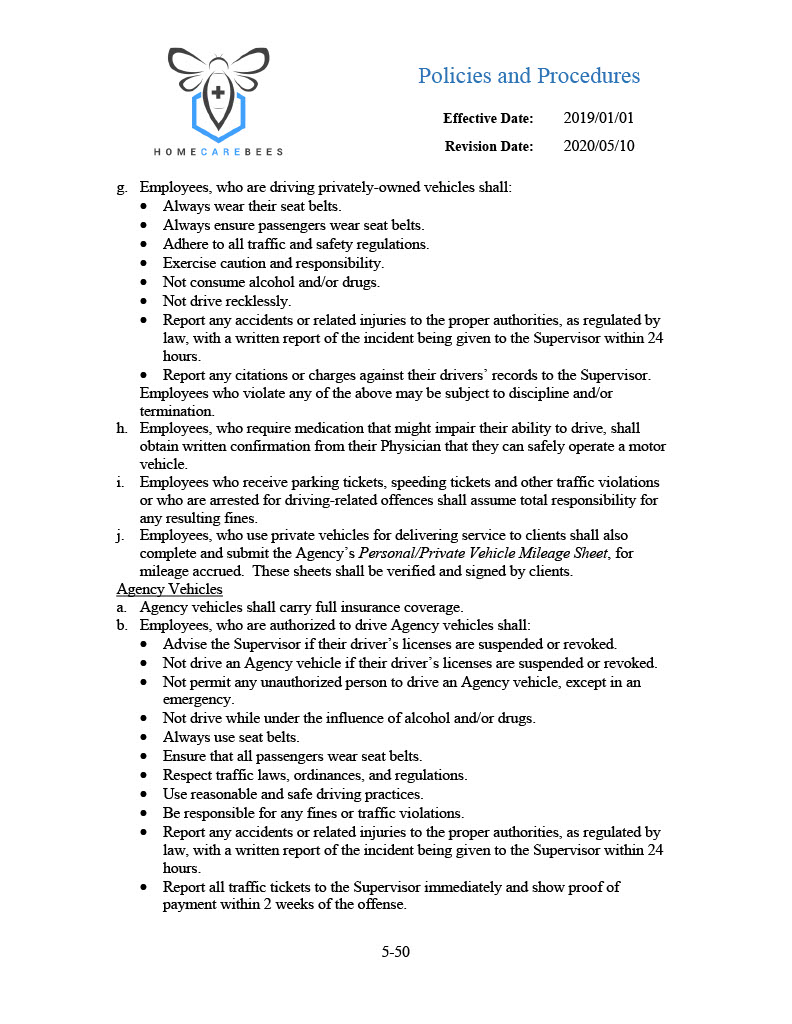 HOMECAREBEES
Policies and Procedures
Effective Date: 2019/01/01
Revision Date: 2020/05/10
g. Employees, who are driving privately-owned vehicles shall:
• Always wear their seat belts.
• Always ensure passengers wear seat belts.
• Adhere to all traffic and safety regulations.
• Exercise caution and responsibility.
• Not consume alcohol and/or drugs.
• Not drive recklessly.
• Report any accidents or related injuries to the proper authorities, as regulated by
law, with a written report of the incident being given to the Supervisor within 24
hours.
• Report any citations or charges against their drivers’ records to the Supervisor.
Employees who violate any of the above may be subject to discipline and/or
termination.
h. Employees, who require medication that might impair their ability to drive, shall
obtain written confirmation from their Physician that they can safely operate a motor
vehicle.
i. Employees who receive parking tickets, speeding tickets and other traffic violations
or who are arrested for driving-related offences shall assume total responsibility for
any resulting fines.
j. Employees, who use private vehicles for delivering service to clients shall also
complete and submit the Agency’s Personal/Private Vehicle Mileage Sheet, for
mileage accrued. These sheets shall be verified and signed by clients.
Agency Vehicles
a. Agency vehicles shall carry full insurance coverage.
b. Employees, who are authorized to drive Agency vehicles shall:
• Advise the Supervisor if their driver’s licenses are suspended or revoked.
• Not drive an Agency vehicle if their driver’s licenses are suspended or revoked.
• Not permit any unauthorized person to drive an Agency vehicle, except in an
emergency.
• Not drive while under the influence of alcohol and/or drugs.
• Always use seat belts.
• Ensure that all passengers wear seat belts.
• Respect traffic laws, ordinances, and regulations.
• Use reasonable and safe driving practices.
• Be responsible for any fines or traffic violations.
• Report any accidents or related injuries to the proper authorities, as regulated by
law, with a written report of the incident being given to the Supervisor within 24
hours.
• Report all traffic tickets to the Supervisor immediately and show proof of
payment within 2 weeks of the offense.
5-50